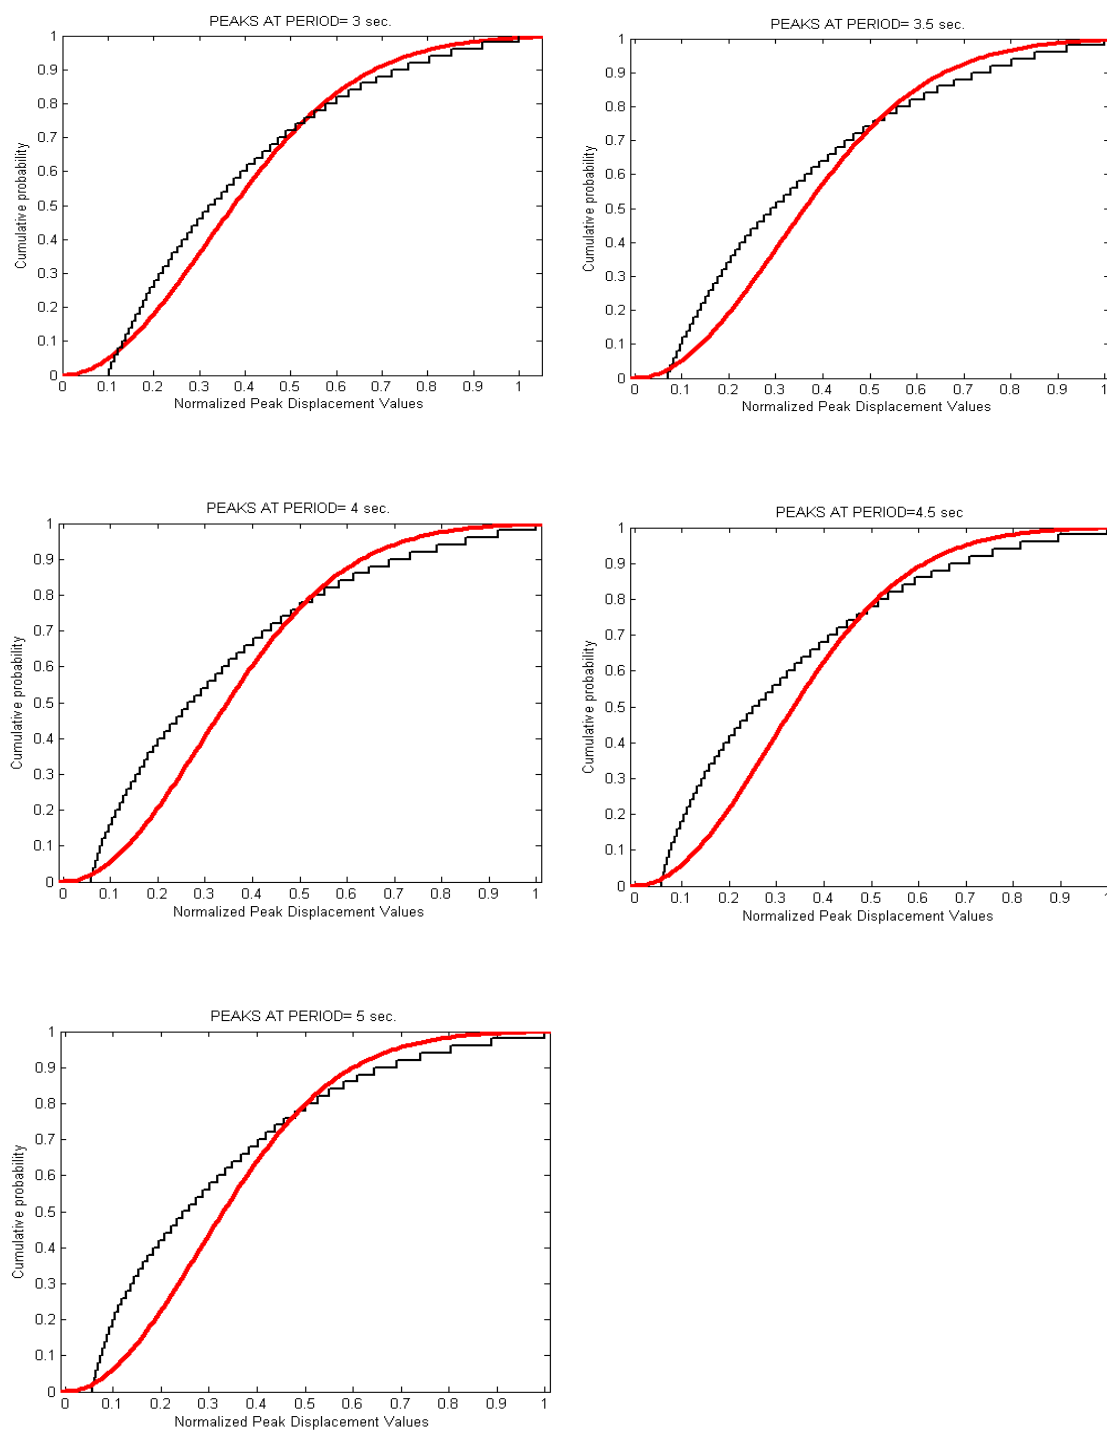 PEAKS AT PERIOD= 3 sec.
1
0.9
0.8
0.7
0.6
0.5
0.4
0.3
0.2
0.1
0
Cumulative probability
0 0.1 0.2 0.3 0.4 0.5 0.6 0.7 0.8 0.9 1
Normalized Peak Displacement Values
PEAKS AT PERIOD= 3.5 sec.
1
0.9
0.8
0.7
0.6
0.5
0.4
0.3
0.2
0.1
0
Cumulative probability
0 0.1 0.2 0.3 0.4 0.5 0.6 0.7 0.8 0.9 1
Normalized Peak Displacement Values
PEAKS AT PERIOD= 4 sec.
1
0.9
0.8
0.7
0.6
0.5
0.4
0.3
0.2
0.1
0
Cumulative probability
0 0.1 0.2 0.3 0.4 0.5 0.6 0.7 0.8 0.9 1
Normalized Peak Displacement Values
PEAKS AT PERIOD=4.5 sec
1
0.9
0.8
0.7
0.6
0.5
0.4
0.3
0.2
0.1
0
Cumulative probability
0 0.1 0.2 0.3 0.4 0.5 0.6 0.7 0.8 0.9 1
Normalized Peak Displacement Values
PEAKS AT PERIOD= 5 sec.
1
0.9
0.8
0.7
0.6
0.5
0.4
0.3
0.2
0.1
0
Cumulative probability
0 0.1 0.2 0.3 0.4 0.5 0.6 0.7 0.8 0.9 1
Normalized Peak Displacement Values